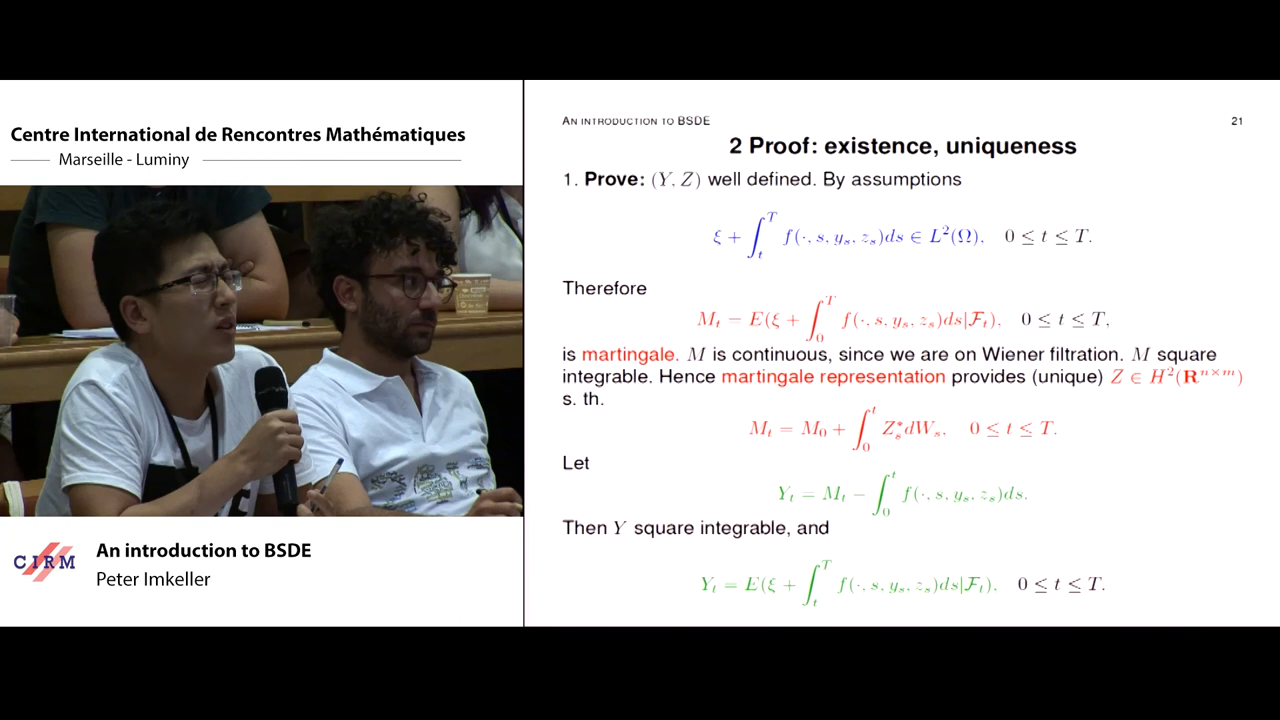 Centre International de Rencontres Mathématiques
Marseille - Luminy
CIRM
An introduction to BSDE
Peter Imkeller
AN INTRODUCTION TO BSDE 21
2 Proof: existence, uniqueness
1. Prove: (Y, Z) well defined. By assumptions
ξ + ∫_t^T f(·, s, y_s, z_s)ds ∈ L²(Ω), 0 ≤ t ≤ T.
Therefore
M_t = E(ξ + ∫_0^T f(·, s, y_s, z_s)ds|F_t), 0 ≤ t ≤ T,
is martingale. M is continuous, since we are on Wiener filtration. M square
integrable. Hence martingale representation provides (unique) Z ∈ H²(R^{n×m})
s. th.
M_t = M_0 + ∫_0^t Z_s^* dW_s, 0 ≤ t ≤ T.
Let
Y_t = M_t − ∫_0^t f(·, s, y_s, z_s)ds.
Then Y square integrable, and
Y_t = E(ξ + ∫_t^T f(·, s, y_s, z_s)ds|F_t), 0 ≤ t ≤ T.